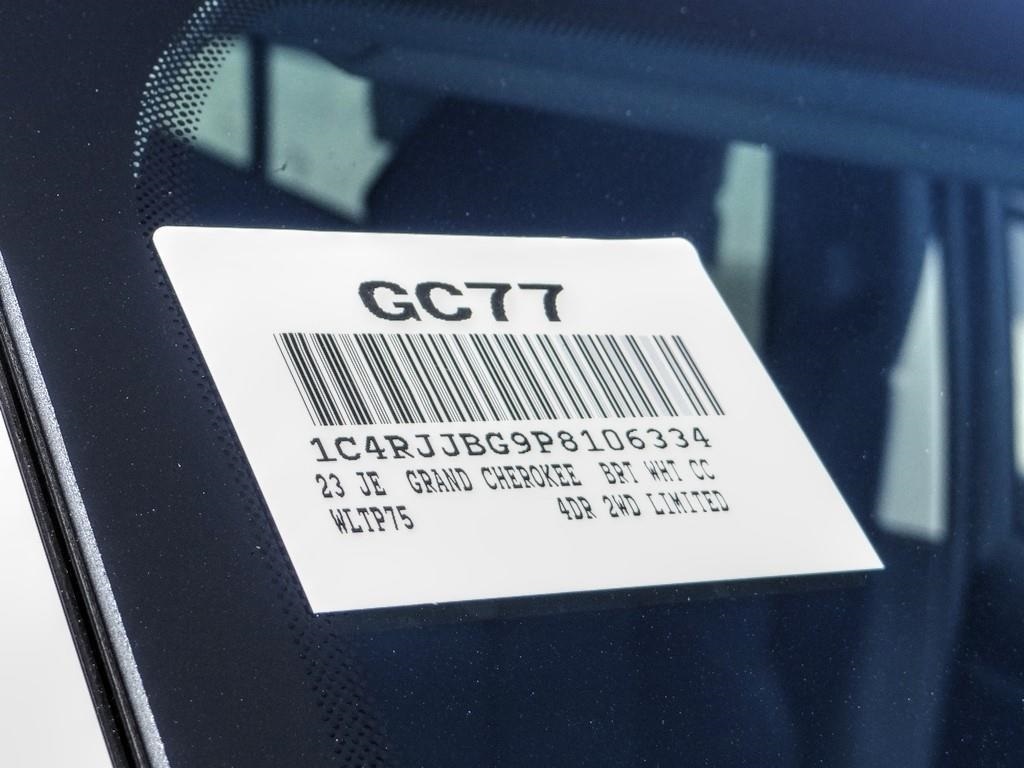 GC77
1C4RJJBG9P8106334
23 JE GRAND CHEROKEE BRT WHT CC
WLTP75 4DR 2WD LIMITED